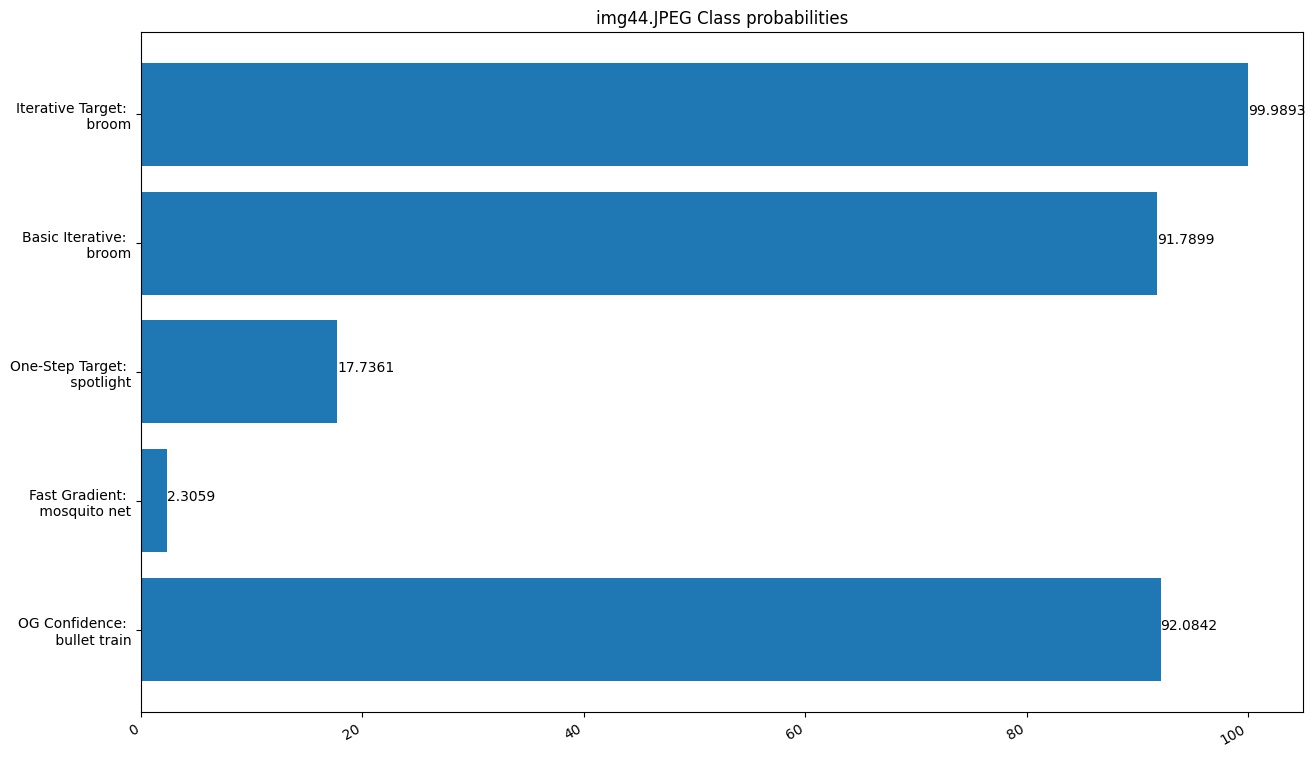 img44.JPEG Class probabilities
Iterative Target:
broom
99.9893
Basic Iterative:
broom
91.7899
One-Step Target:
spotlight
17.7361
Fast Gradient:
mosquito net
2.3059
OG Confidence:
bullet train
92.0842
0
20
40
60
80
100